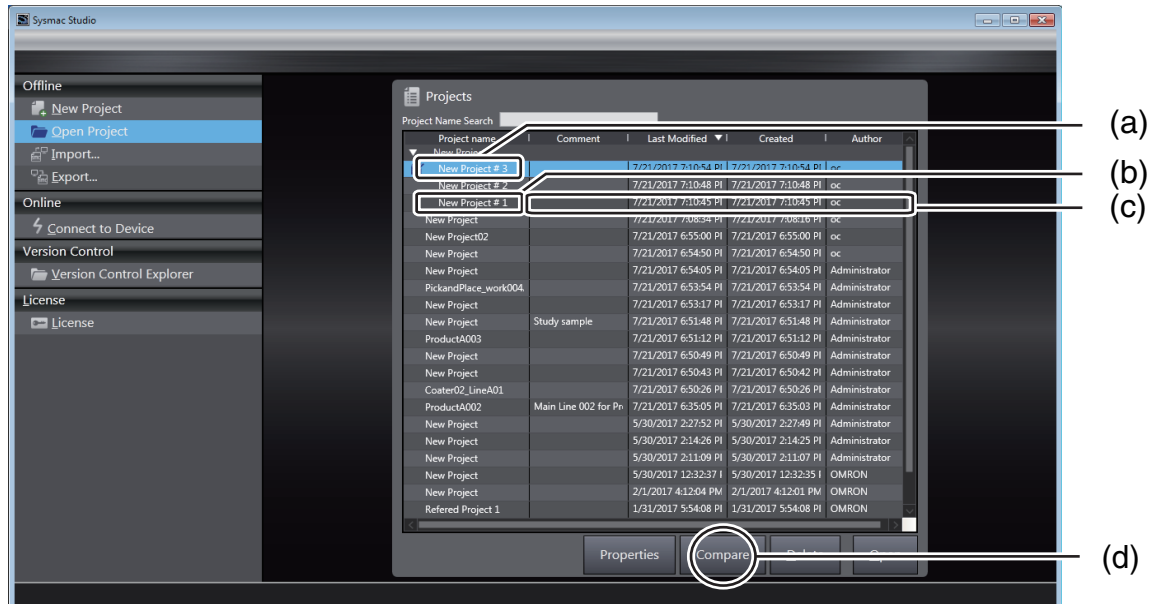 Sysmac Studio
Offline
New Project
Open Project
Import...
Export...
Online
Connect to Device
Version Control
Version Control Explorer
License
License
Projects
Project Name Search
Project name Comment Last Modified ▼ Created Author
New Project # 3 7/21/2017 7:10:54 PI 7/21/2017 7:10:54 PI oc
New Project # 2 7/21/2017 7:10:48 PI 7/21/2017 7:10:48 PI oc
New Project # 1 7/21/2017 7:10:45 PI 7/21/2017 7:10:45 PI oc
New Project 7/21/2017 7:08:34 PI 7/21/2017 7:08:16 PI oc
New Project02 7/21/2017 6:55:00 PI 7/21/2017 6:55:00 PI oc
New Project 7/21/2017 6:54:50 PI 7/21/2017 6:54:50 PI oc
New Project 7/21/2017 6:54:05 PI 7/21/2017 6:54:05 PI Administrator
PickandPlace_work004. 7/21/2017 6:53:54 PI 7/21/2017 6:53:54 PI Administrator
New Project 7/21/2017 6:53:17 PI 7/21/2017 6:53:17 PI Administrator
New Project Study sample 7/21/2017 6:51:48 PI 7/21/2017 6:51:48 PI Administrator
ProductA003 7/21/2017 6:51:12 PI 7/21/2017 6:51:12 PI Administrator
New Project 7/21/2017 6:50:49 PI 7/21/2017 6:50:49 PI Administrator
New Project 7/21/2017 6:50:43 PI 7/21/2017 6:50:42 PI Administrator
Coater02_LineA01 7/21/2017 6:50:26 PI 7/21/2017 6:50:26 PI Administrator
ProductA002 Main Line 002 for Pr 7/21/2017 6:35:05 PI 7/21/2017 6:35:03 PI Administrator
New Project 5/30/2017 2:27:52 PI 5/30/2017 2:27:49 PI Administrator
New Project 5/30/2017 2:14:26 PI 5/30/2017 2:14:25 PI Administrator
New Project 5/30/2017 2:11:09 PI 5/30/2017 2:11:07 PI Administrator
New Project 5/30/2017 12:32:37 I 5/30/2017 12:32:35 I OMRON
New Project 2/1/2017 4:12:04 PM 2/1/2017 4:12:01 PM OMRON
Refered Project 1 1/31/2017 5:54:08 PI 1/31/2017 5:54:08 PI OMRON
Properties Compare
(a)
(b)
(c)
(d)